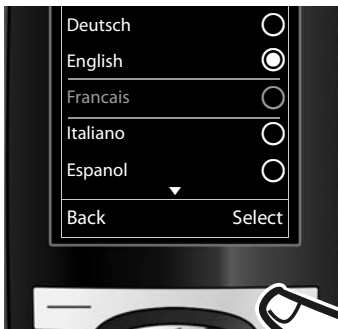 Deutsch
English
Francais
Italiano
Espanol
Back Select